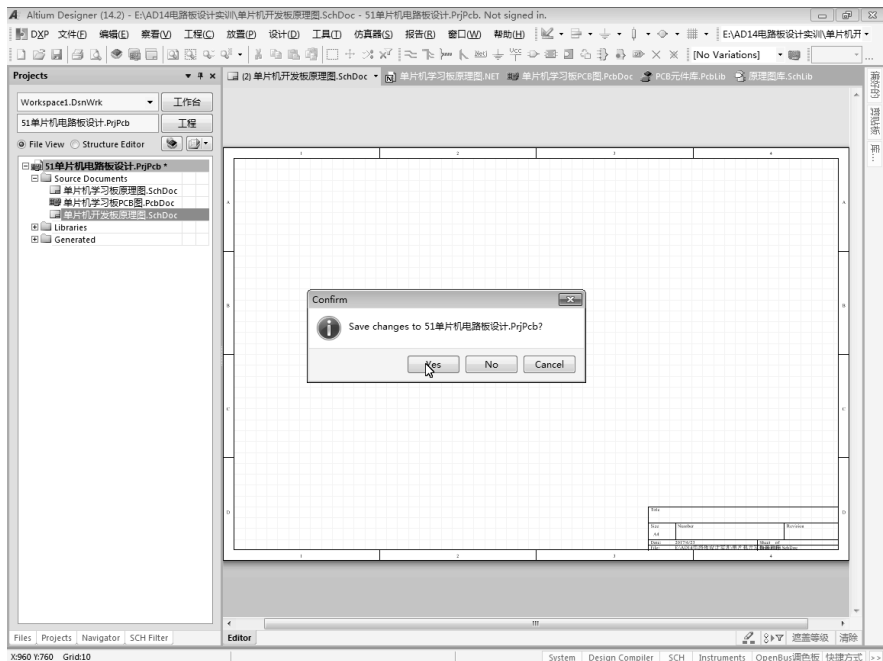 Altium Designer (14.2) - E:\AD14电路板设计实训\单片机开发板原理图.SchDoc - 51单片机电路板设计.PrjPcb. Not signed in.
DXP 文件(F) 编辑(E) 察看(V) 工程(C) 放置(P) 设计(D) 工具(T) 仿真器(S) 报告(R) 窗口(W) 帮助(H) E:\AD14电路板设计实训\单片机开
[No Variations]
Projects
(2) 单片机开发板原理图.SchDoc 单片机学习板原理图.NET 单片机学习板PCB图.PcbDoc PCB元件库.PcbLib 原理图库.SchLib
Workspace1.DsnWrk 工作台
51单片机电路板设计.PrjPcb 工程
File View Structure Editor
51单片机电路板设计.PrjPcb *
Source Documents
单片机学习板原理图.SchDoc
单片机学习板PCB图.PcbDoc
单片机开发板原理图.SchDoc
Libraries
Generated
Confirm
Save changes to 51单片机电路板设计.PrjPcb?
Yes No Cancel
Title
Size Number Revision
A4
Files Projects Navigator SCH Filter Editor 遮盖等级 清除
X:960 Y:760 Grid:10 System Design Compiler SCH Instruments OpenBus调色板 快捷方式 >>